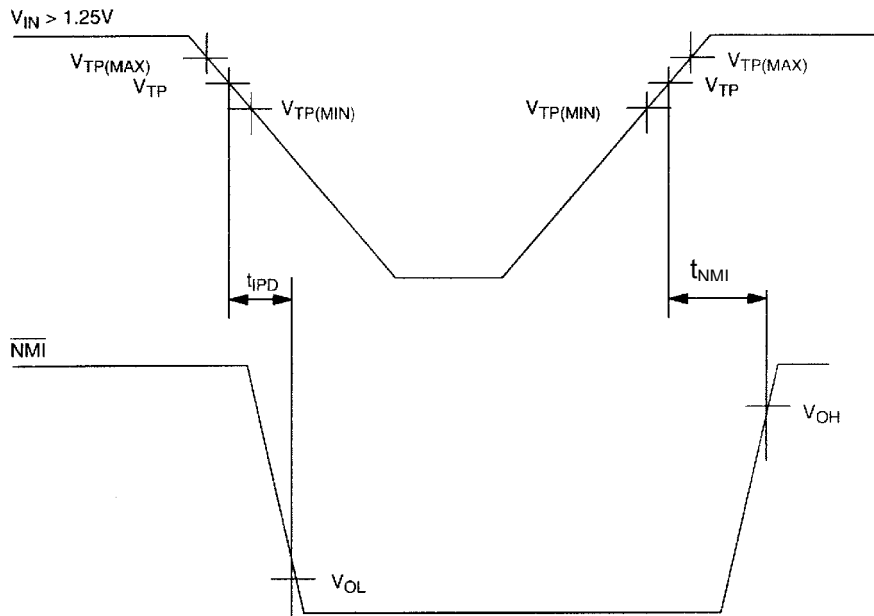 VIN > 1.25V
VTP(MAX)
VTP
VTP(MIN)
VTP(MIN)
VTP(MAX)
VTP
tIPD
tNMI
NMI
VOH
VOL